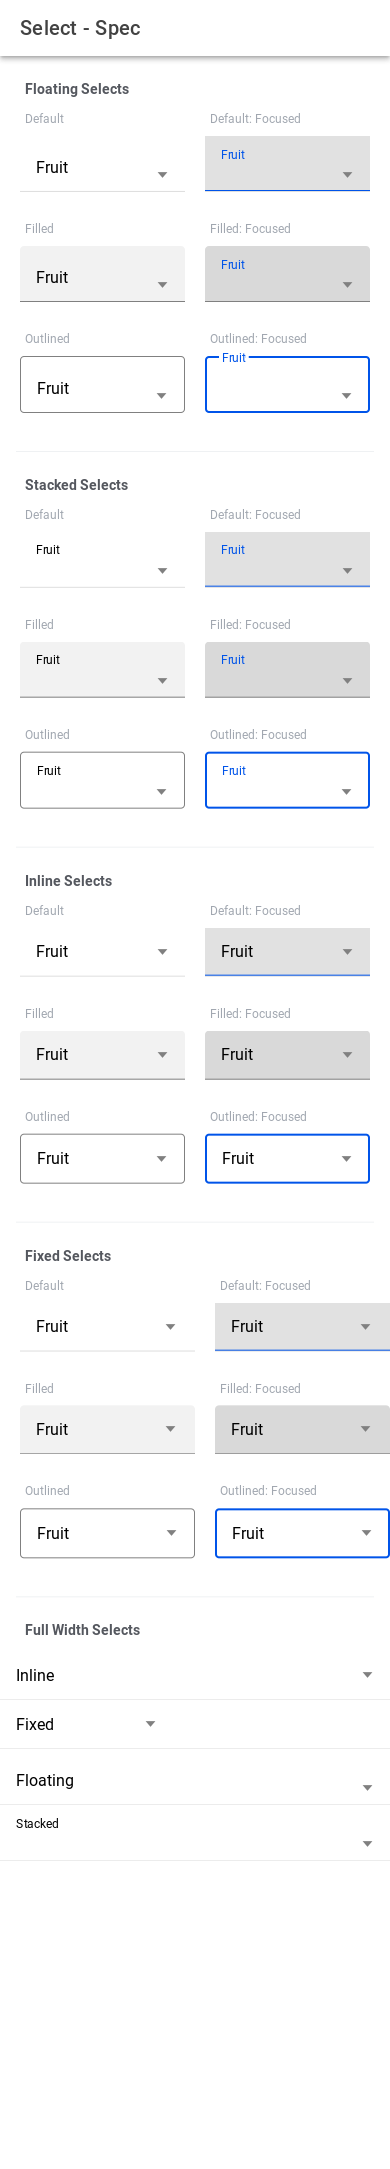 Select - Spec
Floating Selects
Default Default: Focused
Fruit Fruit
Filled Filled: Focused
Fruit Fruit
Outlined Outlined: Focused
Fruit Fruit
Stacked Selects
Default Default: Focused
Fruit Fruit
Filled Filled: Focused
Fruit Fruit
Outlined Outlined: Focused
Fruit Fruit
Inline Selects
Default Default: Focused
Fruit Fruit
Filled Filled: Focused
Fruit Fruit
Outlined Outlined: Focused
Fruit Fruit
Fixed Selects
Default Default: Focused
Fruit Fruit
Filled Filled: Focused
Fruit Fruit
Outlined Outlined: Focused
Fruit Fruit
Full Width Selects
Inline
Fixed
Floating
Stacked